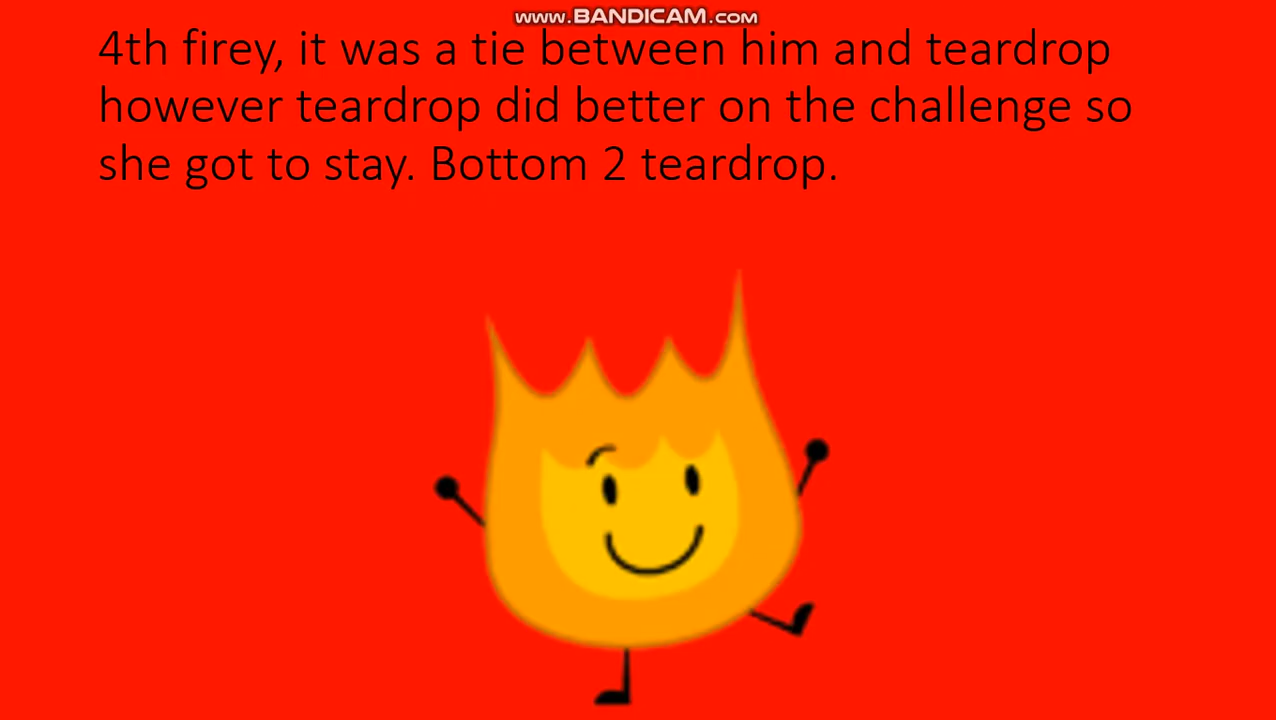 www.BANDICAM.com
4th firey, it was a tie between him and teardrop
however teardrop did better on the challenge so
she got to stay. Bottom 2 teardrop.